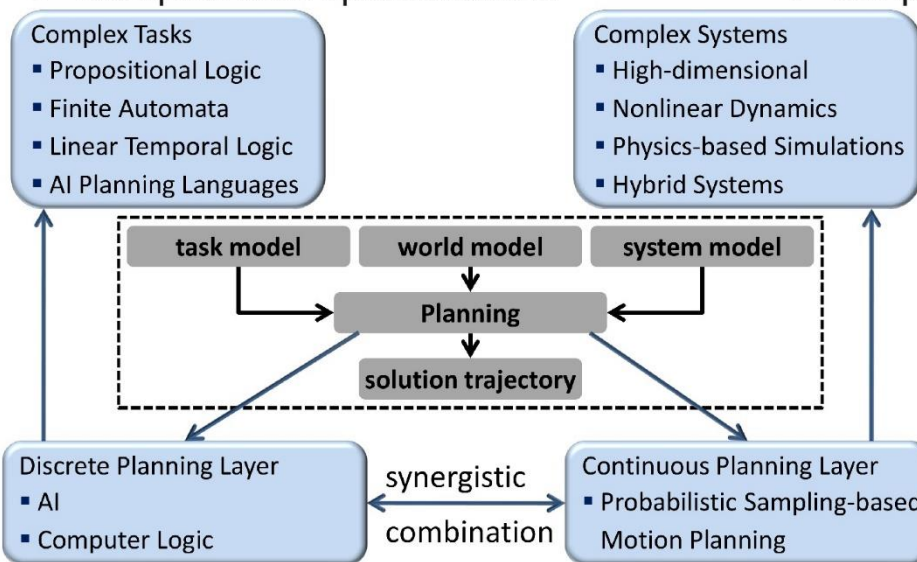 Complex Tasks
▪ Propositional Logic
▪ Finite Automata
▪ Linear Temporal Logic
▪ AI Planning Languages
Complex Systems
▪ High-dimensional
▪ Nonlinear Dynamics
▪ Physics-based Simulations
▪ Hybrid Systems
task model
world model
system model
Planning
solution trajectory
Discrete Planning Layer
▪ AI
▪ Computer Logic
synergistic
combination
Continuous Planning Layer
▪ Probabilistic Sampling-based
Motion Planning